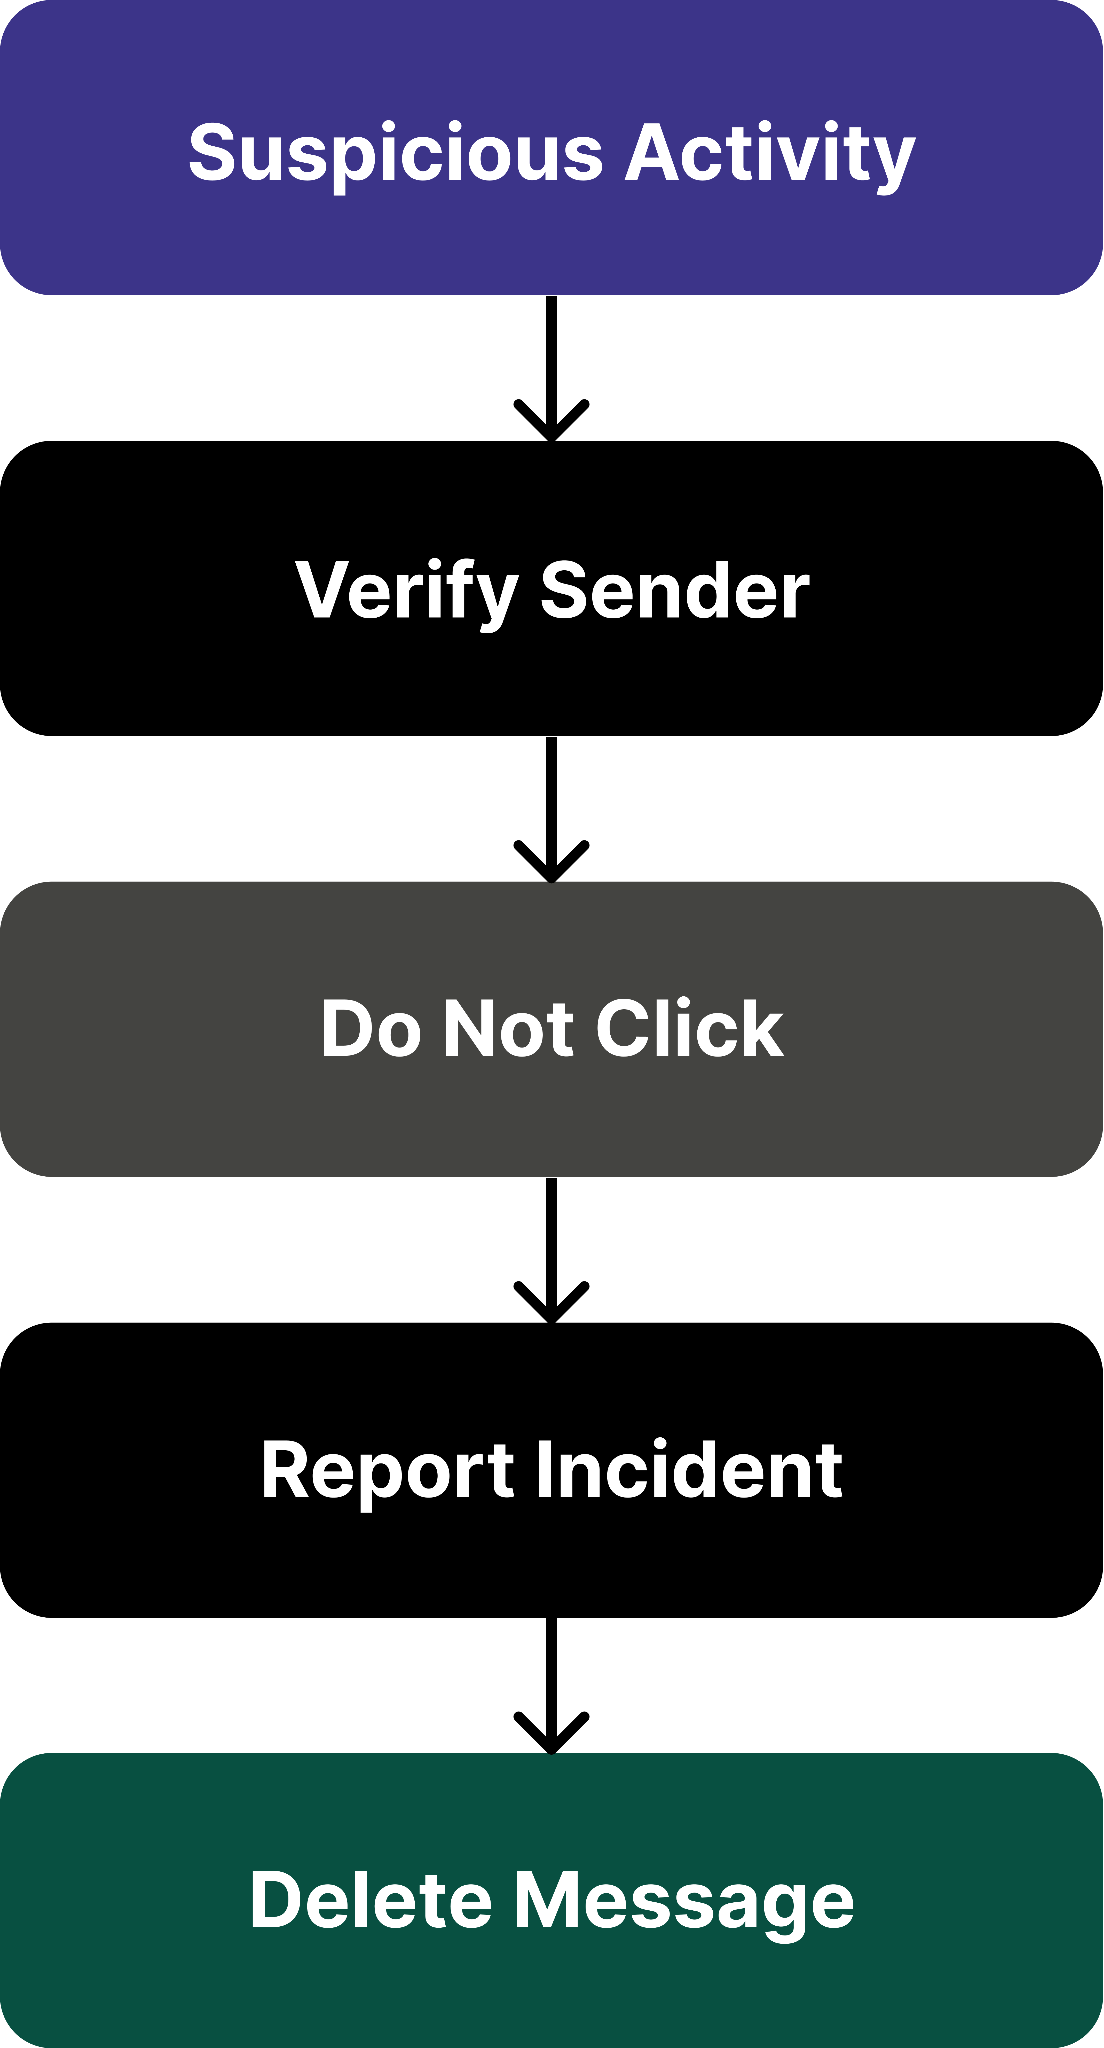 Suspicious Activity
Verify Sender
Do Not Click
Report Incident
Delete Message